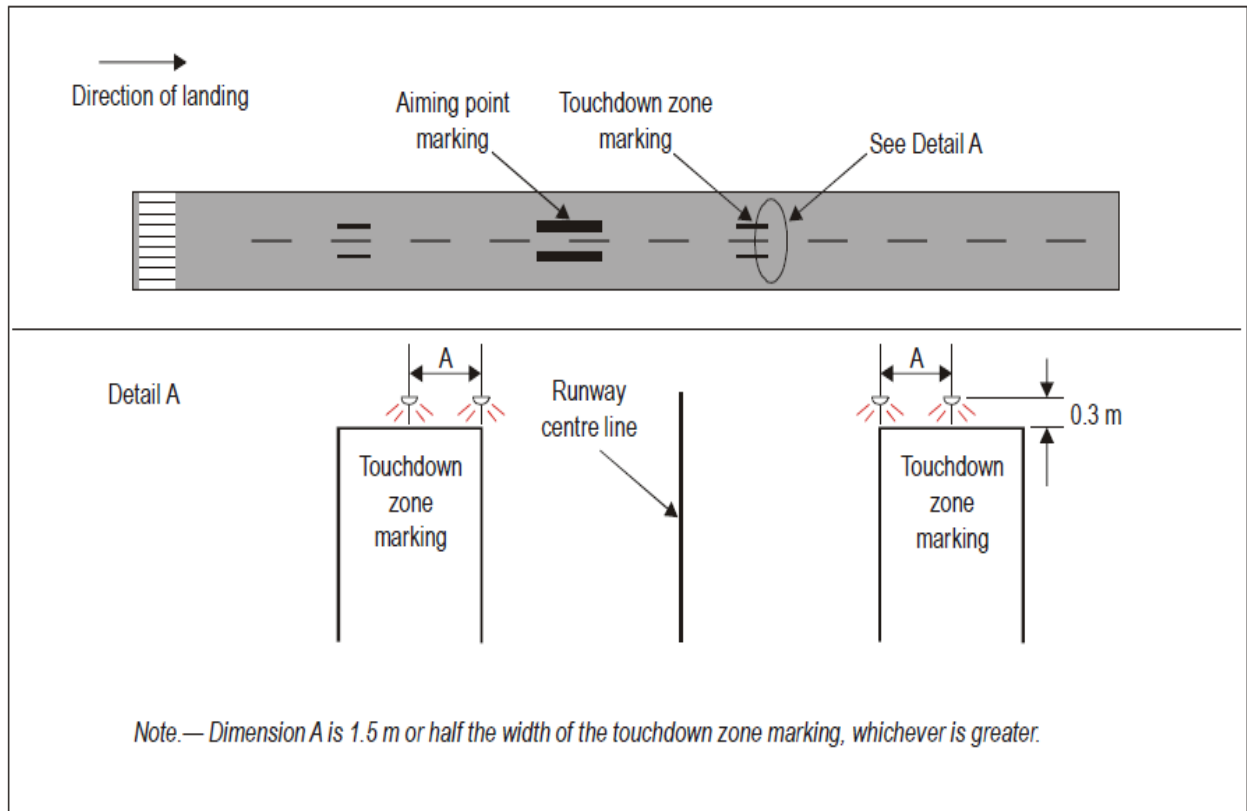 Direction of landing
Aiming point
marking
Touchdown zone
marking
See Detail A
Detail A
A
Runway
centre line
A
0.3 m
Touchdown
zone
marking
Touchdown
zone
marking
Note.— Dimension A is 1.5 m or half the width of the touchdown zone marking, whichever is greater.